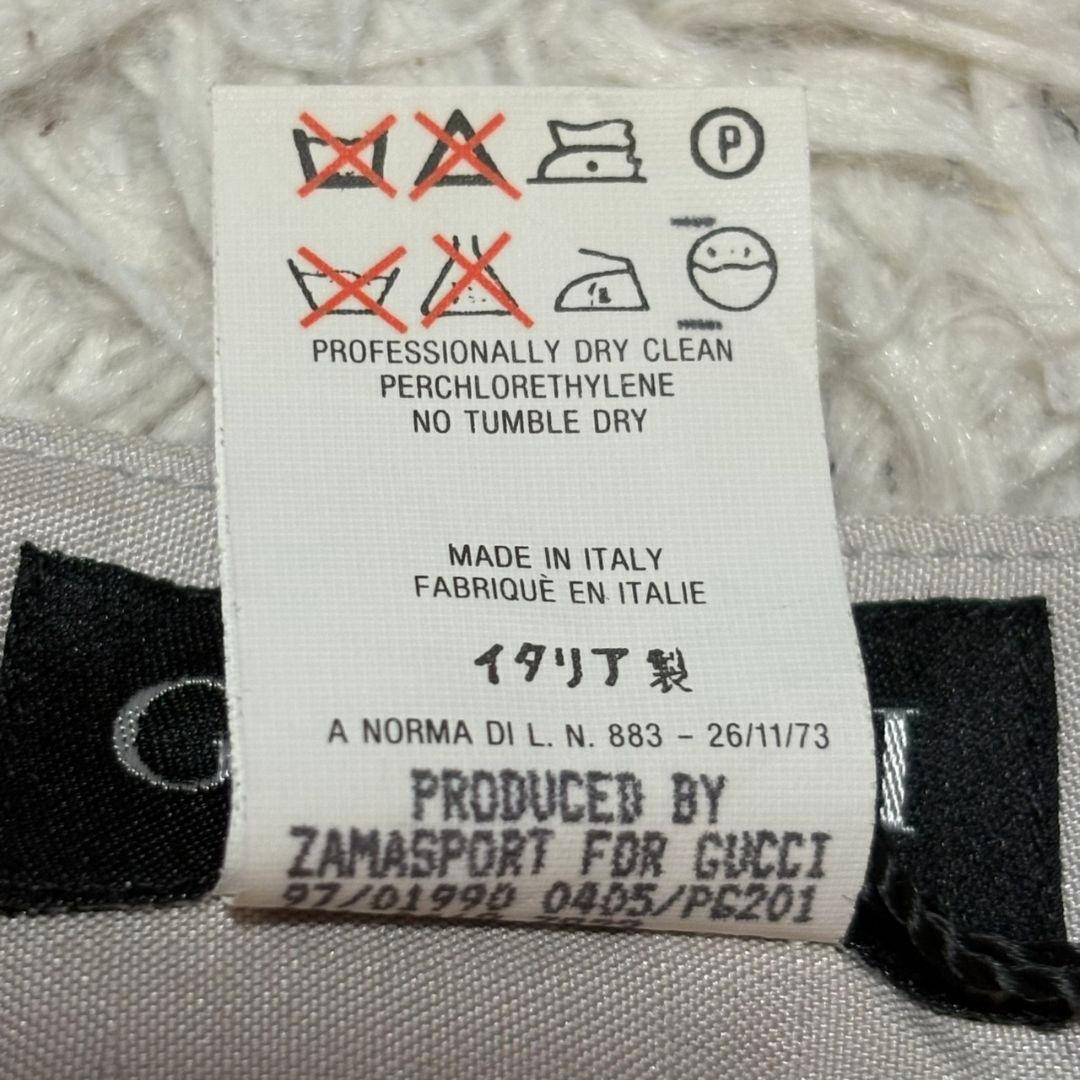 P
PROFESSIONALLY DRY CLEAN
PERCHLORETHYLENE
NO TUMBLE DRY
MADE IN ITALY
FABRIQUÈ EN ITALIE
イタリア製
A NORMA DI L. N. 883 - 26/11/73
G I
PRODUCED BY
ZAMASPORT FOR GUCCI
97/01990 0405/PG201